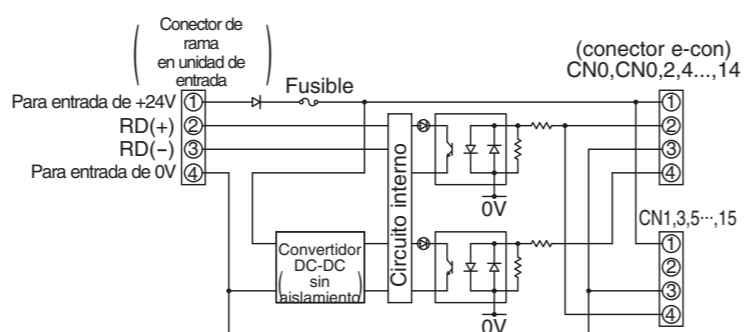 Conector de
rama
en unidad de
entrada
Fusible
(conector e-con)
CN0,CN0,2,4...,14
Para entrada de +24V ①
RD(+) ②
RD(−) ③
Para entrada de 0V ④
①
②
③
④
Circuito interno
0V
CN1,3,5···,15
Convertidor
DC-DC
sin
aislamiento
①
②
③
④
0V